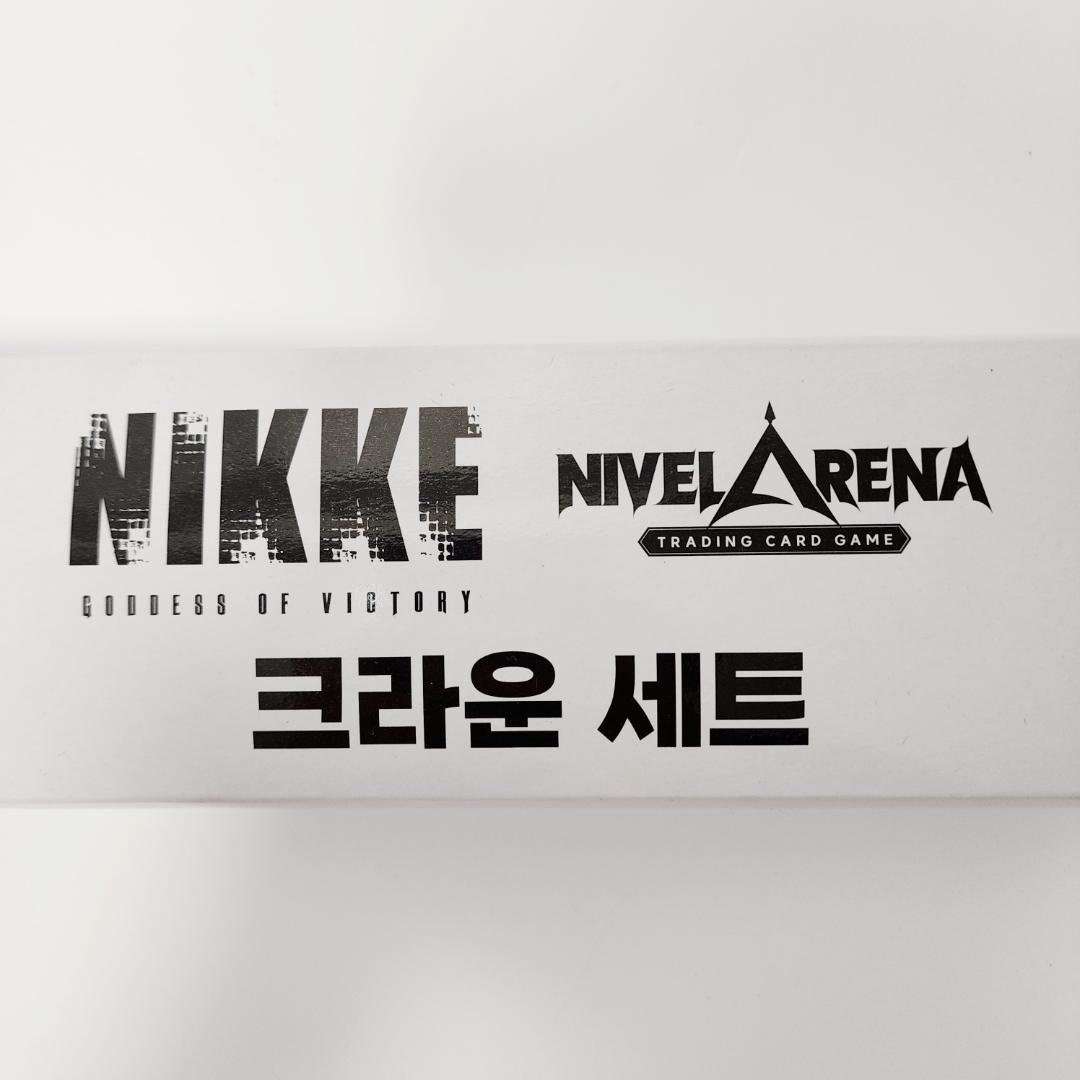 NIKKE
GODDESS OF VICTORY
NIVEL ARENA
TRADING CARD GAME
크라운 세트